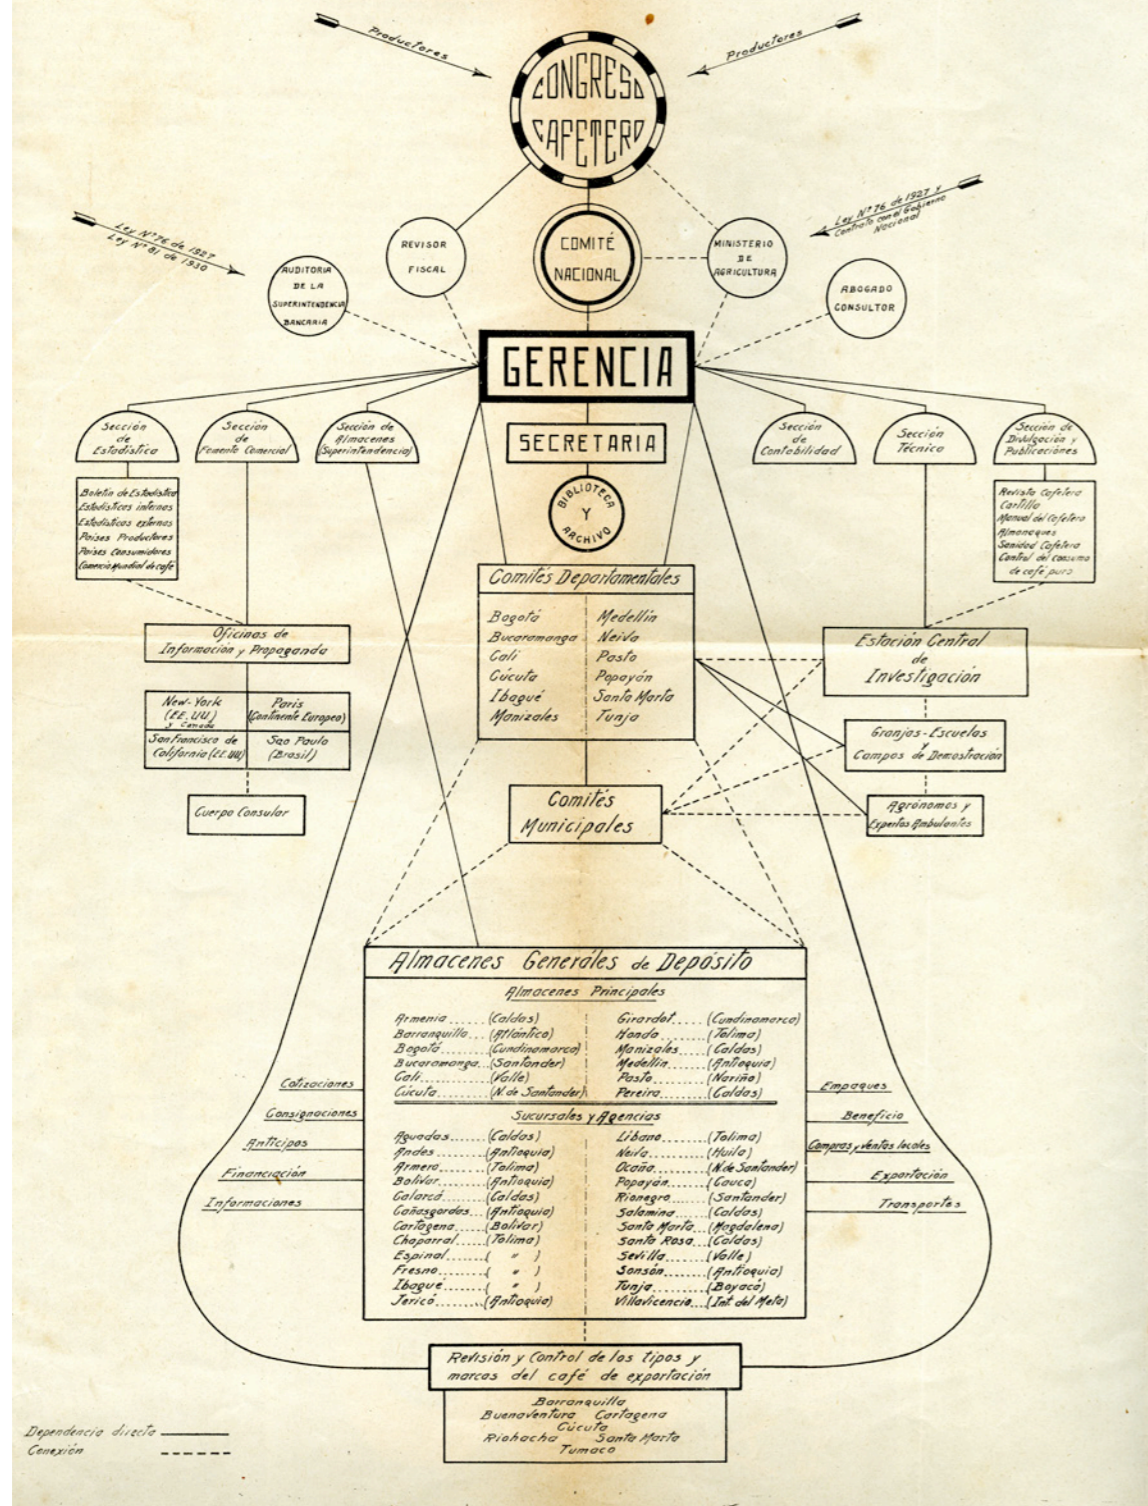 Productores
Productores
CONGRESO
CAFETERO
Ley Nº 76 de 1927
Ley Nº 81 de 1930
Ley Nº 76 de 1927 y
Contrato con el Gobierno
Nacional
REVISOR
FISCAL
COMITÉ
NACIONAL
MINISTERIO
DE
AGRICULTURA
AUDITORIA
DE LA
SUPERINTENDENCIA
BANCARIA
ABOGADO
CONSULTOR
GERENCIA
Sección
de
Estadística
Sección
de
Fomento Comercial
Sección de
Almacenes
(Superintendencia)
SECRETARIA
Sección
de
Contabilidad
Sección
Técnica
Sección de
Divulgación y
Publicaciones
BIBLIOTECA
Y
ARCHIVO
Boletín de Estadística
Estadísticas internas
Estadísticas externas
Países Productores
Países Consumidores
Comercio Mundial de café
Revista Cafetera
Cartilla
Manual del Cafetero
Almanaques
Sanidad Cafetera
Control del consumo
de café puro
Comités Departamentales
Bogotá
Bucaramanga
Cali
Cúcuta
Ibagué
Manizales
Medellín
Neiva
Pasto
Popayán
Santa Marta
Tunja
Oficinas de
Información y Propaganda
New-York
(EE.UU.)
y Canadá
Paris
(Continente Europeo)
San Francisco de
California (EE.UU)
Sao Paulo
(Brasil)
Cuerpo Consular
Estación Central
de
Investigación
Granjas-Escuelas
y
Campos de Demostración
Agrónomos y
Expertos Ambulantes
Comités
Municipales
Almacenes Generales de Depósito
Almacenes Principales
Armenia ...... (Caldas)
Barranquilla ... (Atlántico)
Bogotá ...... (Cundinamarca)
Bucaramanga ... (Santander)
Cali ........ (Valle)
Cúcuta ...... (N. de Santander)
Girardot .... (Cundinamarca)
Honda ....... (Tolima)
Manizales .... (Caldas)
Medellín ..... (Antioquia)
Pasto ....... (Nariño)
Pereira ...... (Caldas)
Sucursales y Agencias
Aguadas ..... (Caldas)
Andes ....... (Antioquia)
Armero ...... (Tolima)
Bolívar ...... (Antioquia)
Calarcá ..... (Caldas)
Cañasgordas ... (Antioquia)
Cartagena .... (Bolívar)
Chaparral .... (Tolima)
Espinal ...... ( " )
Fresno ....... ( " )
Ibagué ....... ( " )
Jericó ....... (Antioquia)
Líbano ....... (Tolima)
Neiva ........ (Huila)
Ocaña ....... (N. de Santander)
Popayán ..... (Cauca)
Rionegro ..... (Santander)
Salamina ..... (Caldas)
Santa Marta ... (Magdalena)
Santa Rosa ... (Caldas)
Sevilla ...... (Valle)
Sonsón ...... (Antioquia)
Tunja ....... (Boyacá)
Villavicencio ... (Int. del Meta)
Cotizaciones
Consignaciones
Anticipos
Financiación
Informaciones
Empaques
Beneficio
Compras y ventas locales
Exportación
Transportes
Revisión y Control de los tipos y
marcas del café de exportación
Barranquilla
Buenaventura Cartagena
Cúcuta
Riohacha Santa Marta
Tumaco
Dependencia directa
Conexión